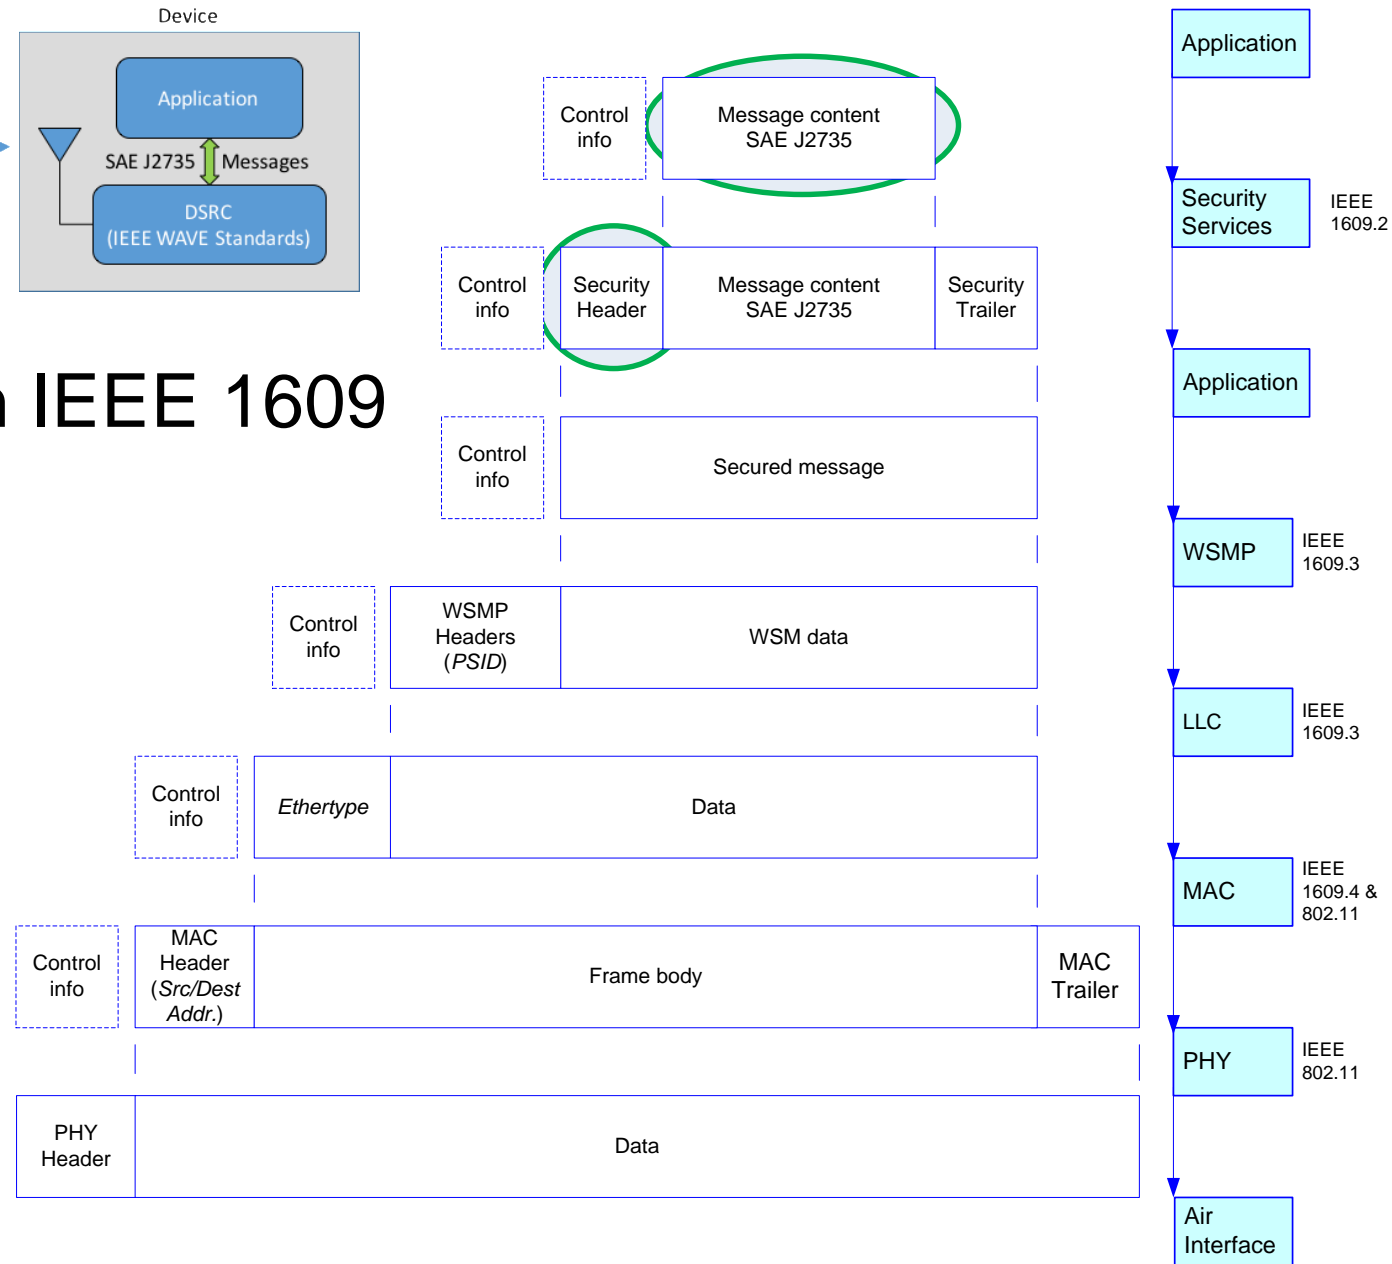 Device
Application
SAE J2735 Messages
DSRC
(IEEE WAVE Standards)
IEEE 1609
Control
info
Message content
SAE J2735
Control
info
Security
Header
Message content
SAE J2735
Security
Trailer
Control
info
Secured message
Control
info
WSMP
Headers
(PSID)
WSM data
Control
info
Ethertype
Data
Control
info
MAC
Header
(Src/Dest
Addr.)
Frame body
MAC
Trailer
PHY
Header
Data
Application
Security
Services
IEEE
1609.2
Application
WSMP
IEEE
1609.3
LLC
IEEE
1609.3
MAC
IEEE
1609.4 &
802.11
PHY
IEEE
802.11
Air
Interface